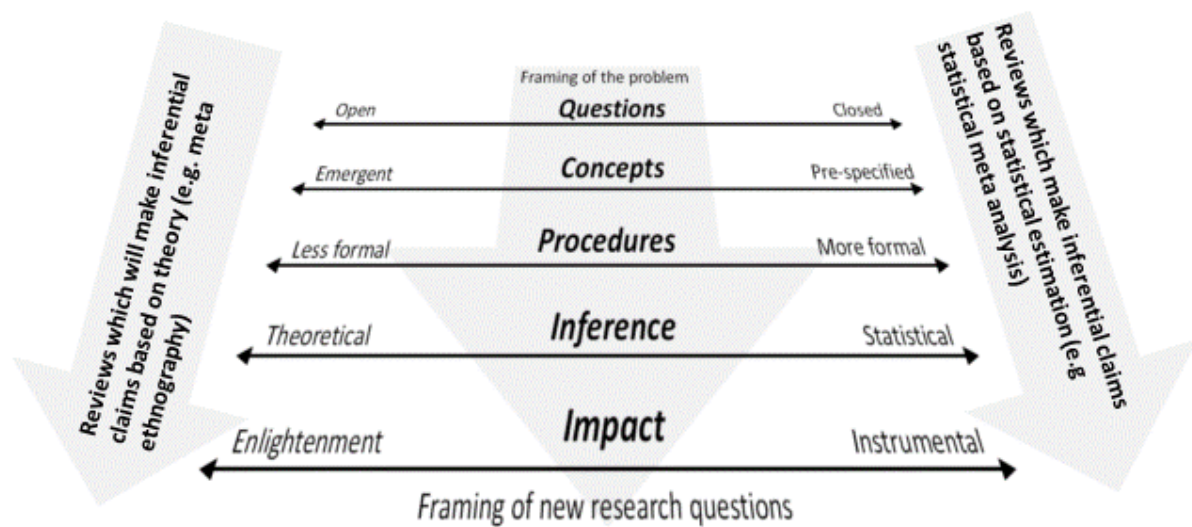 Framing of the problem
Questions
Open
Closed
Concepts
Emergent
Pre-specified
Procedures
Less formal
More formal
Inference
Theoretical
Statistical
Impact
Enlightenment
Instrumental
Framing of new research questions
Reviews which will make inferential
claims based on theory (e.g. meta
ethnography)
Reviews which make inferential claims
based on statistical estimation (e.g
statistical meta analysis)